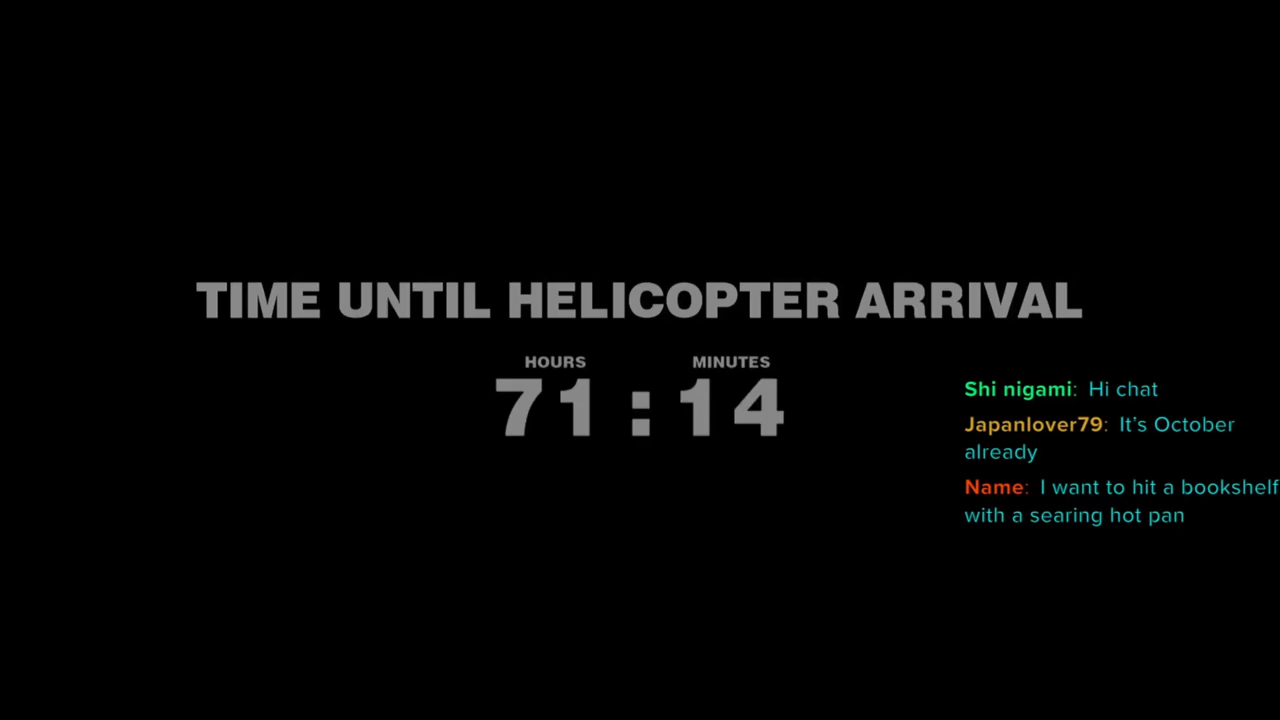 TIME UNTIL HELICOPTER ARRIVAL
HOURS MINUTES
71 : 14
Shi nigami: Hi chat
Japanlover79: It’s October
already
Name: I want to hit a bookshelf
with a searing hot pan